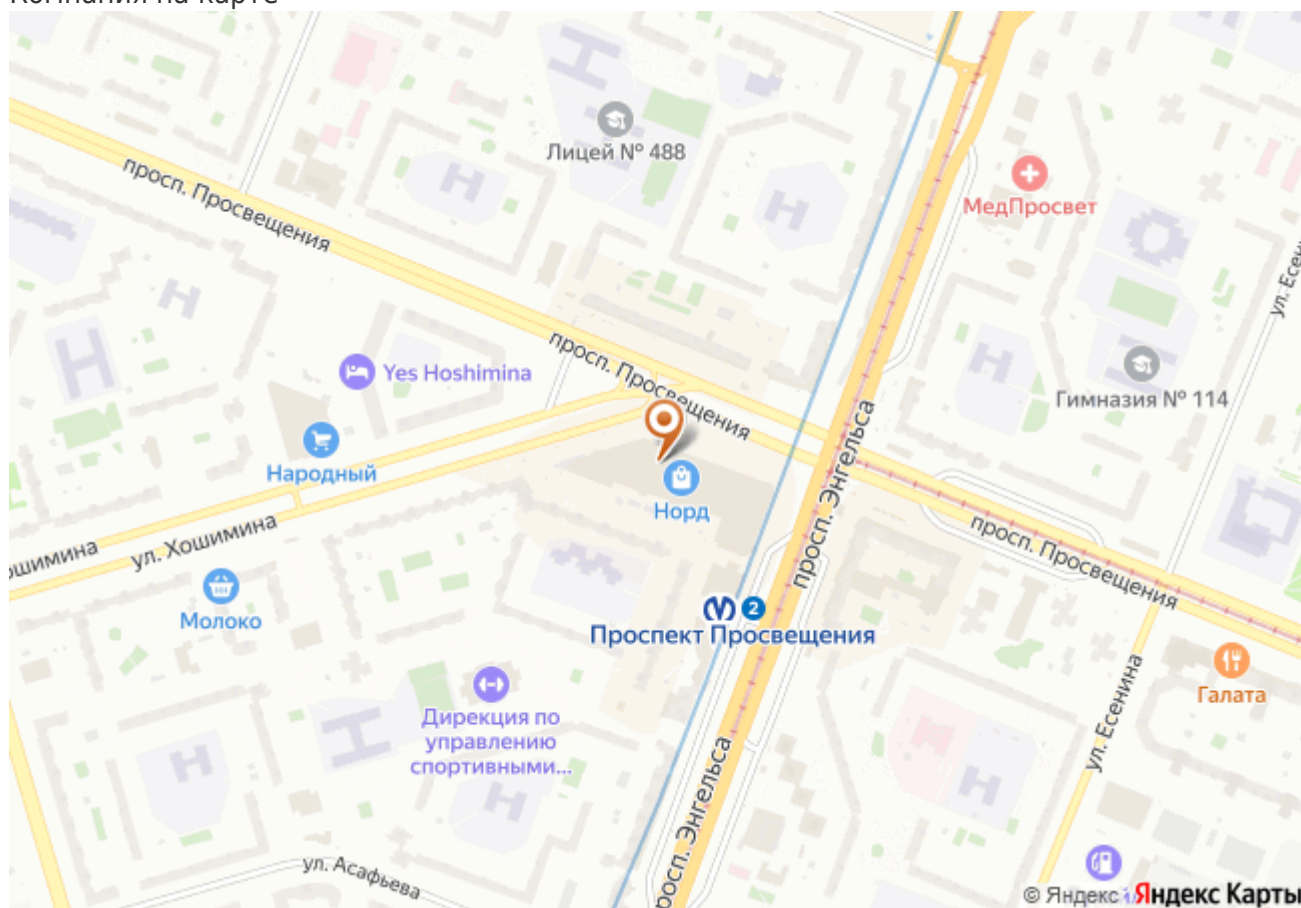 Компания на карте
Лицей № 488
МедПросвет
просп. Просвещения
ул. Есени
просп. Просвещения
Yes Hoshimina
Гимназия № 114
Народный
Норд
просп. Энгельса
просп. Просвещения
ошимина
ул. Хошимина
Молоко
2
Проспект Просвещения
Галата
ул. Есенина
Дирекция по
управлению
спортивными...
просп. Энгельса
ул. Асафьева
© Яндекс
Яндекс Карты